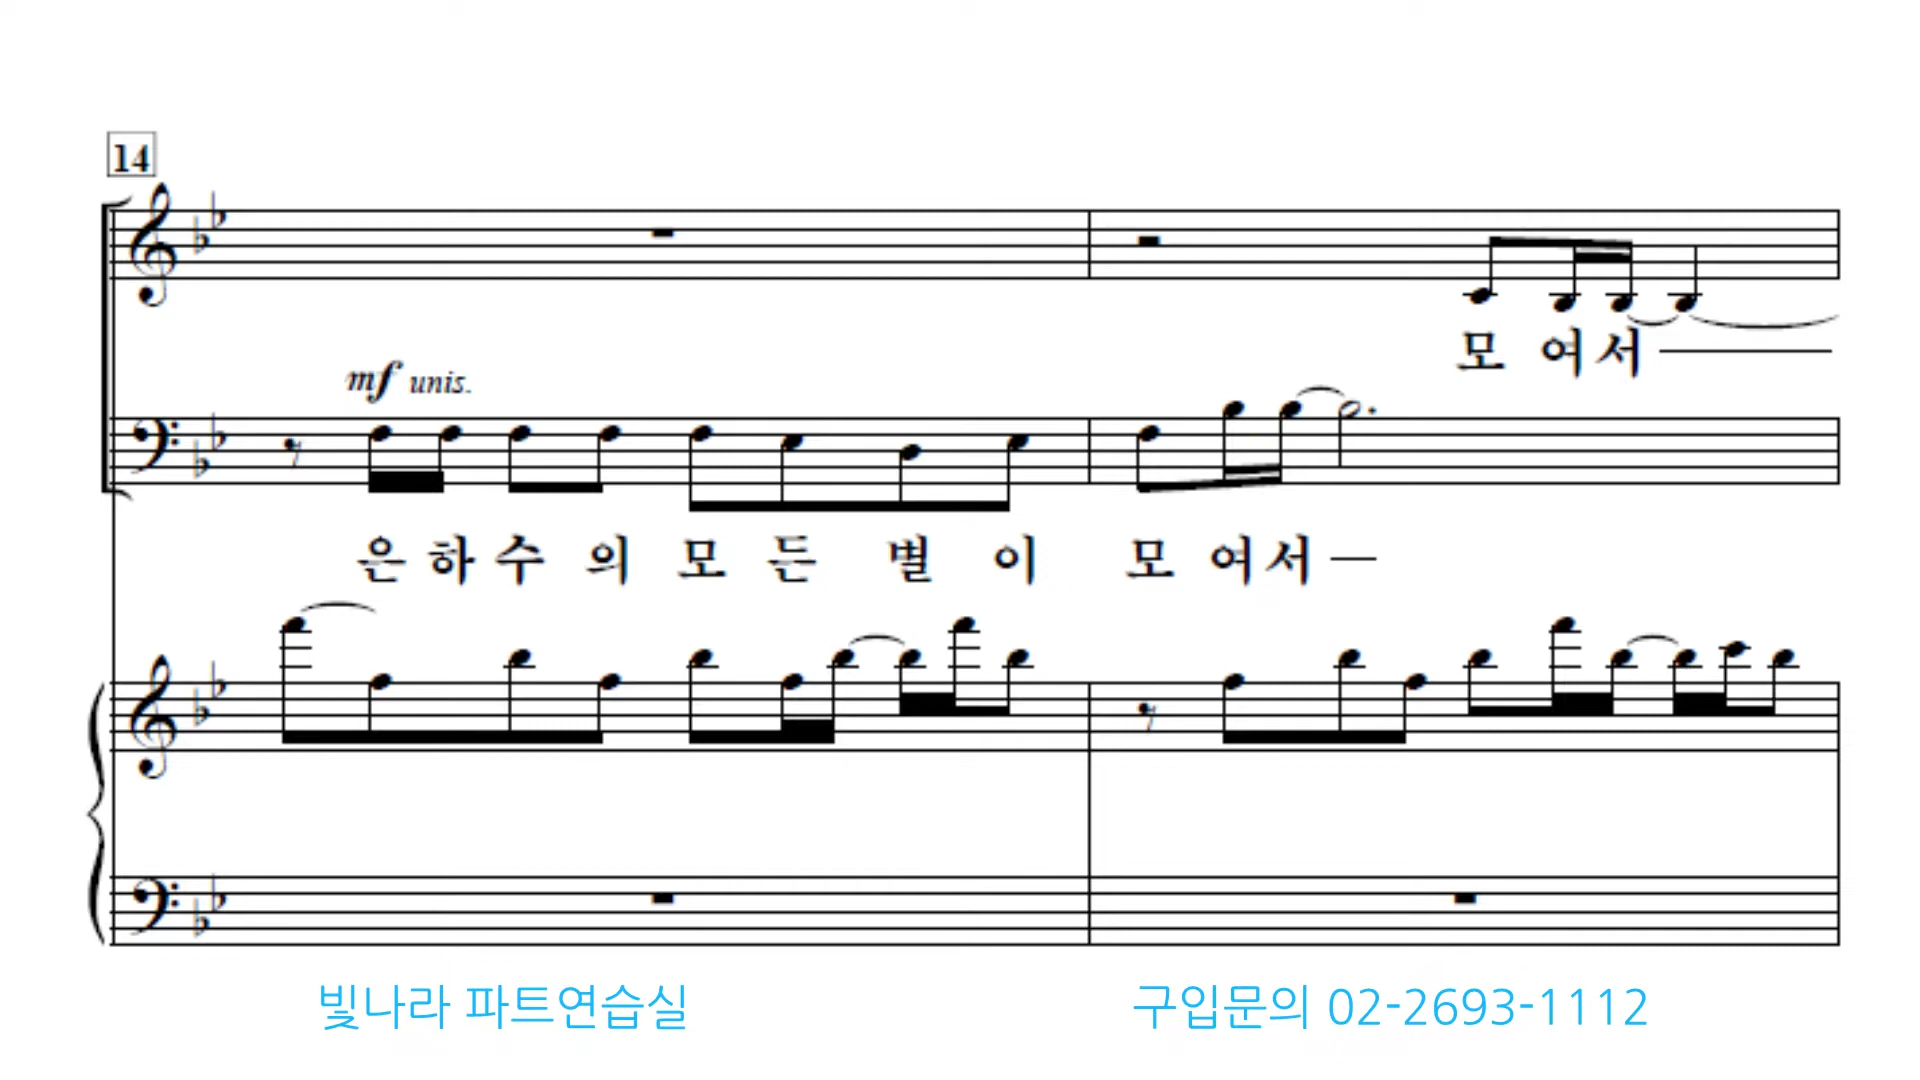 14
모 여서
mf unis.
은 하 수 의 모 든 별 이 모 여 서
빛나라 파트연습실
구입문의 02-2693-1112